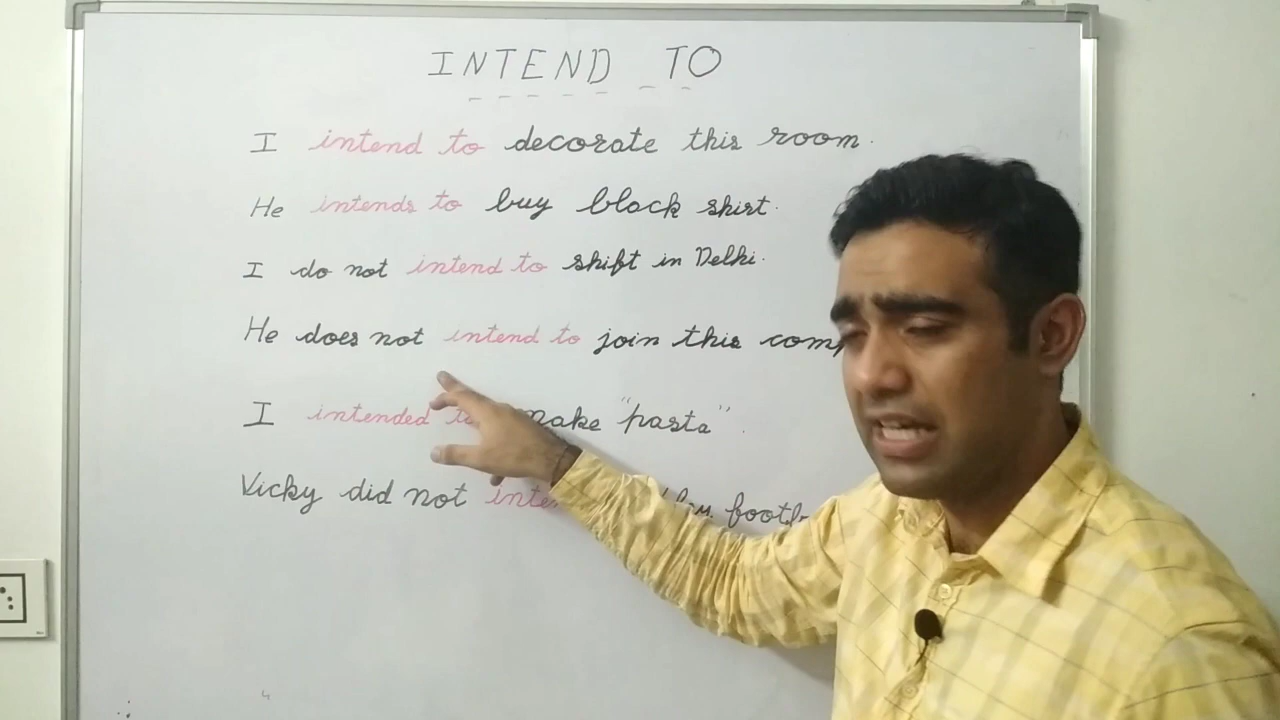 INTEND TO
I intend to decorate this room.
He intends to buy black shirt.
I do not intend to shift in Delhi.
He does not intend to join this
I intended to make "pasta".
Vicky did not